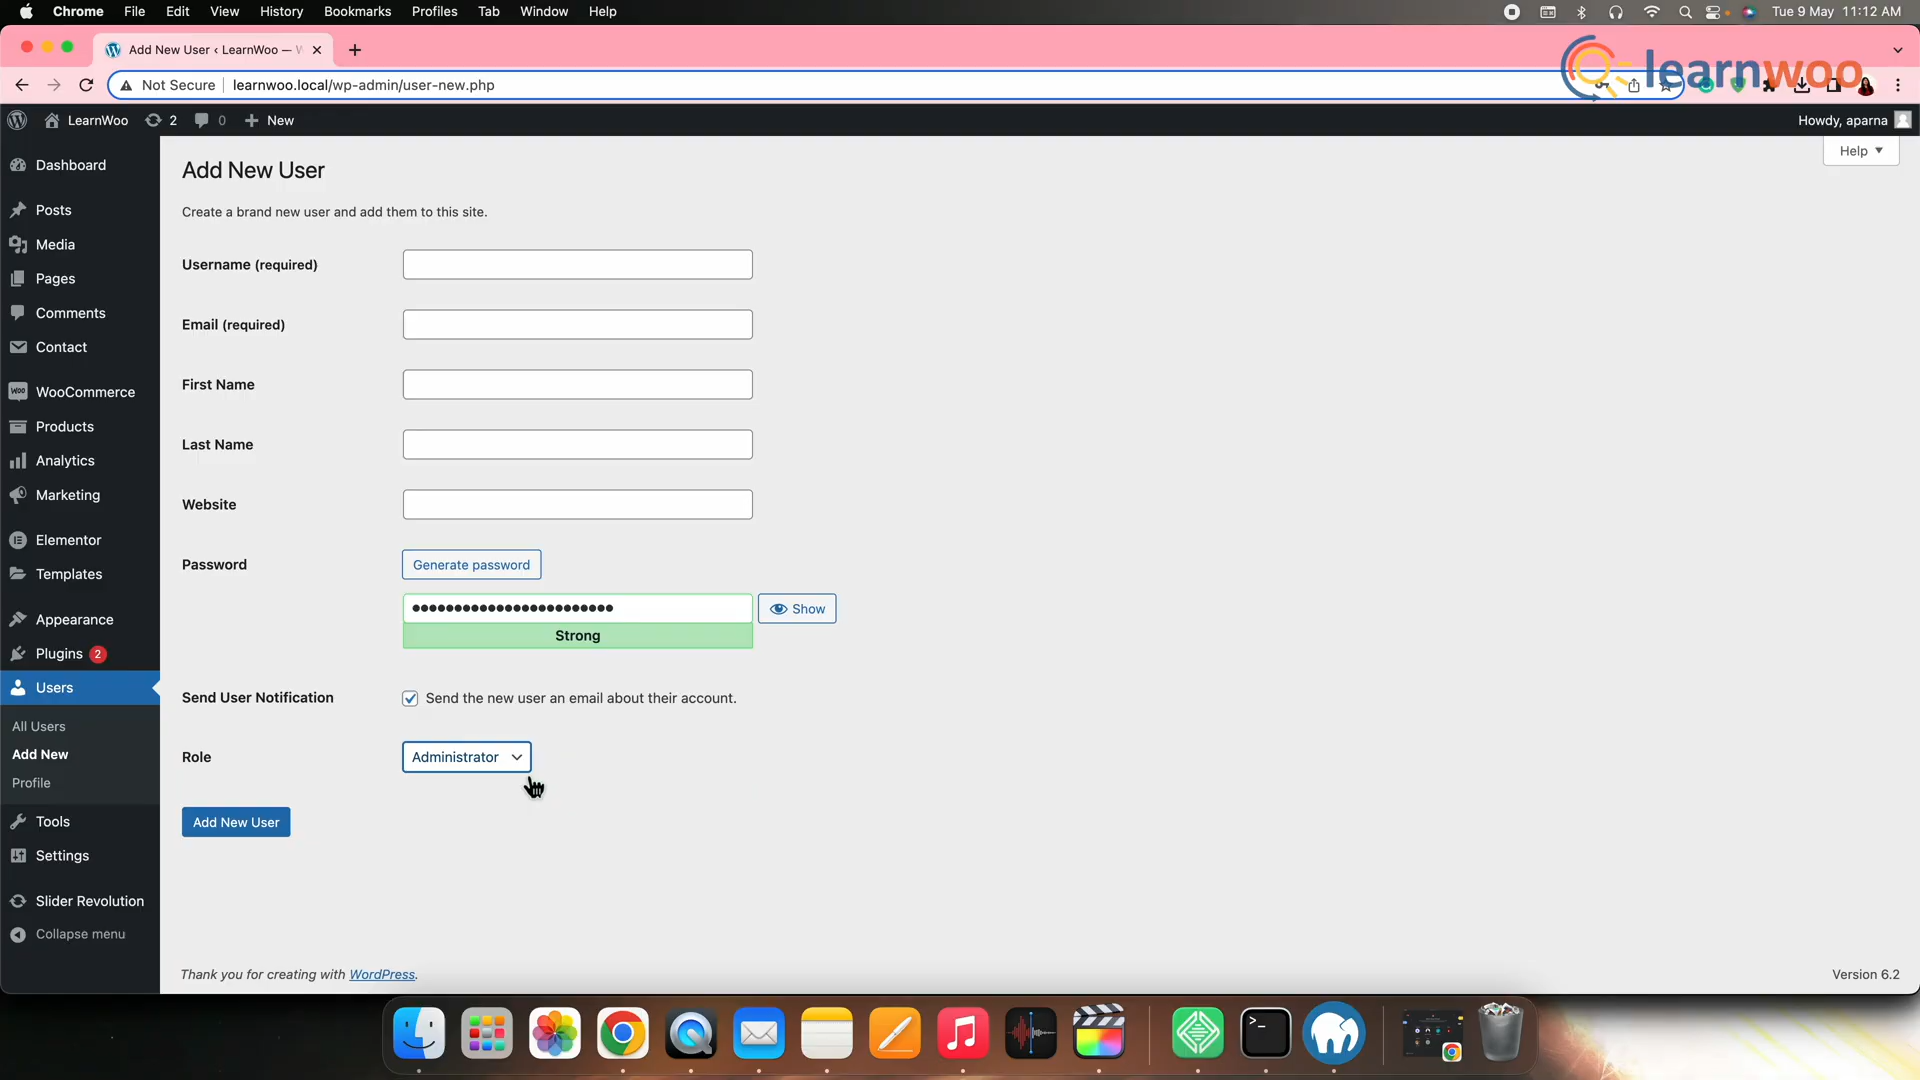 Chrome File Edit View History Bookmarks Profiles Tab Window Help Tue 9 May 11:12 AM
Add New User ‹ LearnWoo —
learnwoo
Not Secure learnwoo.local/wp-admin/user-new.php
LearnWoo 2 0 New Howdy, aparna
Help
Dashboard
Posts
Media
Pages
Comments
Contact
WooCommerce
Products
Analytics
Marketing
Elementor
Templates
Appearance
Plugins 2
Users
All Users
Add New
Profile
Tools
Settings
Slider Revolution
Collapse menu
Add New User
Create a brand new user and add them to this site.
Username (required)
Email (required)
First Name
Last Name
Website
Password Generate password
Show
Strong
Send User Notification Send the new user an email about their account.
Role Administrator
Add New User
Thank you for creating with WordPress. Version 6.2